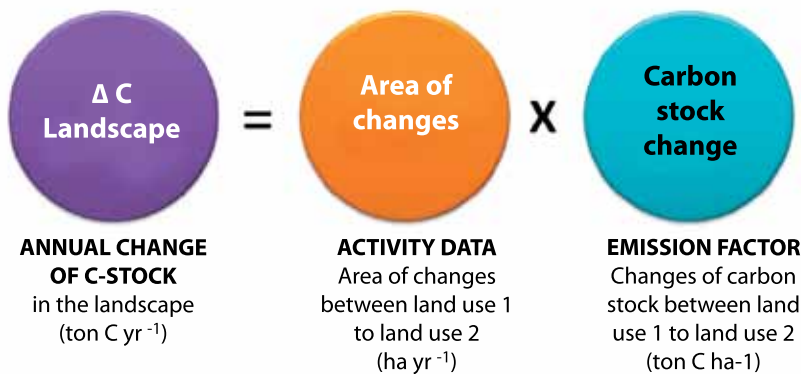 Δ C
Landscape
=
Area of
changes
X
Carbon
stock
change
ANNUAL CHANGE
OF C-STOCK
in the landscape
(ton C yr -1)
ACTIVITY DATA
Area of changes
between land use 1
to land use 2
(ha yr -1)
EMISSION FACTOR
Changes of carbon
stock between land
use 1 to land use 2
(ton C ha-1)